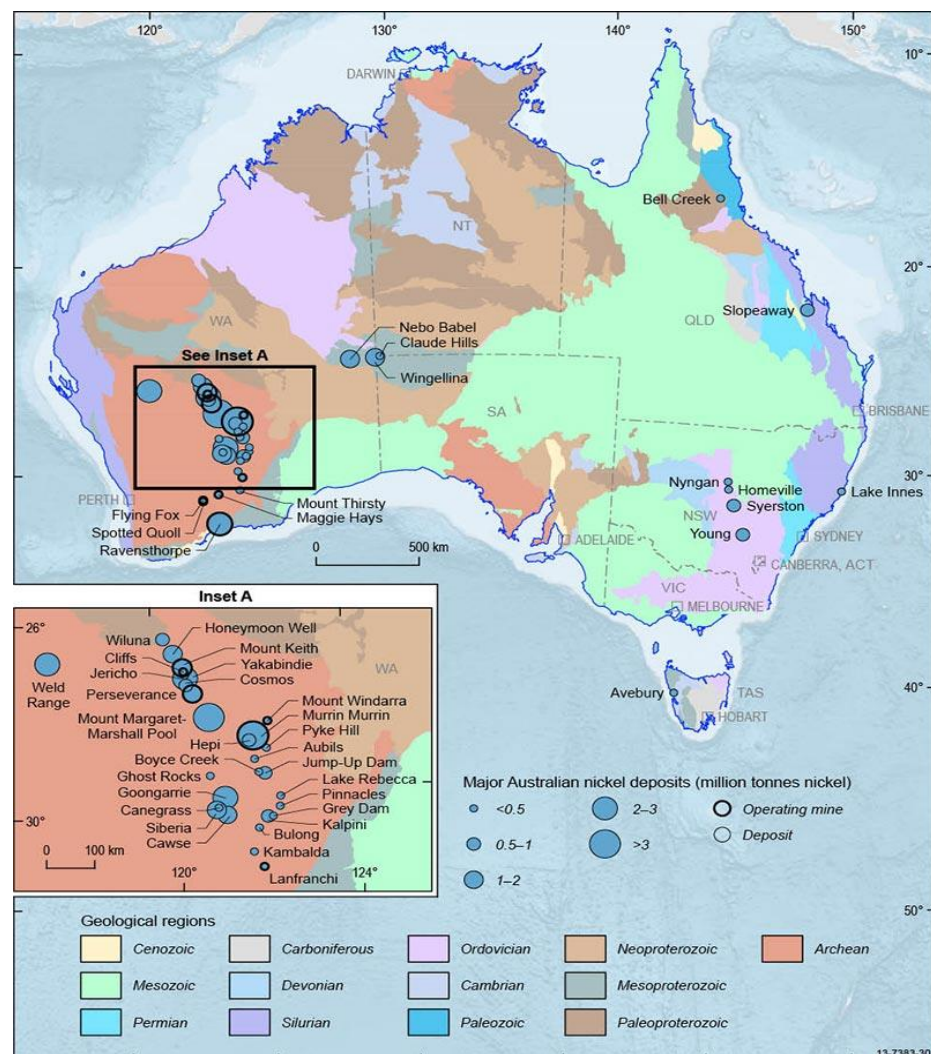 120°
130°
140°
150°
10°
DARWIN
Bell Creek
NT
20°
Slopeaway
WA
QLD
Nebo Babel
Claude Hills
See Inset A
Wingellina
SA
BRISBANE
30°
Nyngan
Homeville
Lake Innes
PERTH
Mount Thirsty
Flying Fox
Maggie Hays
Syerston
NSW
Spotted Quoll
Young
SYDNEY
Ravensthorpe
0 500 km
ADELAIDE
CANBERRA, ACT
VIC
MELBOURNE
Inset A
26°
Honeymoon Well
Wiluna
Mount Keith
Cliffs
Yakabindie
WA
Jericho
Cosmos
Weld
Range
Perseverance
Mount Windarra
Mount Margaret-
Marshall Pool
Murrin Murrin
Pyke Hill
Hepi
Aubils
Boyce Creek
Jump-Up Dam
Ghost Rocks
Lake Rebecca
Goongarrie
Pinnacles
Canegrass
Grey Dam
30°
Siberia
Kalpini
Cawse
Bulong
0 100 km
Kambalda
120°
124°
Lanfranchi
40°
Avebury
TAS
HOBART
Major Australian nickel deposits (million tonnes nickel)
<0.5
2–3
Operating mine
0.5–1
>3
Deposit
1–2
50°
Geological regions
Cenozoic
Carboniferous
Ordovician
Neoproterozoic
Archean
Mesozoic
Devonian
Cambrian
Mesoproterozoic
Permian
Silurian
Paleozoic
Paleoproterozoic
13-7383-30